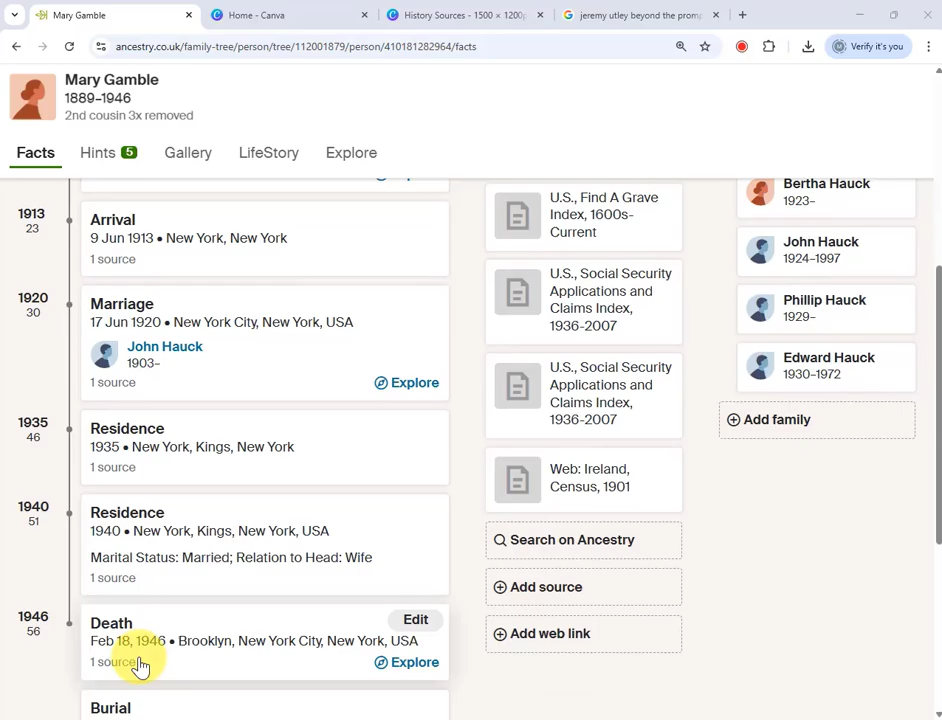 Mary Gamble
Home - Canva
History Sources - 1500 × 1200p
jeremy utley beyond the promp
ancestry.co.uk/family-tree/person/tree/112001879/person/410181282964/facts
Verify it's you
Mary Gamble
1889–1946
2nd cousin 3x removed
Facts
Hints 5
Gallery
LifeStory
Explore
1913
23
Arrival
9 Jun 1913 • New York, New York
1 source
1920
30
Marriage
17 Jun 1920 • New York City, New York, USA
John Hauck
1903–
1 source
Explore
1935
46
Residence
1935 • New York, Kings, New York
1 source
1940
51
Residence
1940 • New York, Kings, New York, USA
Marital Status: Married; Relation to Head: Wife
1 source
1946
56
Death
Edit
Feb 18, 1946 • Brooklyn, New York City, New York, USA
1 source
Explore
Burial
U.S., Find A Grave
Index, 1600s-
Current
U.S., Social Security
Applications and
Claims Index,
1936-2007
U.S., Social Security
Applications and
Claims Index,
1936-2007
Web: Ireland,
Census, 1901
Search on Ancestry
Add source
Add web link
Bertha Hauck
1923–
John Hauck
1924–1997
Phillip Hauck
1929–
Edward Hauck
1930–1972
Add family